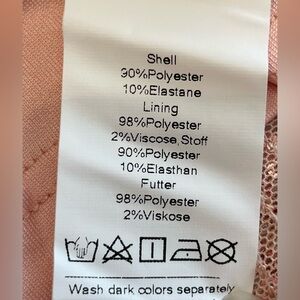 Shell
90%Polyester
10%Elastane
Lining
98%Polyester
2%Viscose,Stoff
90%Polyester
10%Elasthan
Futter
98%Polyester
2%Viskose
Wash dark colors separately